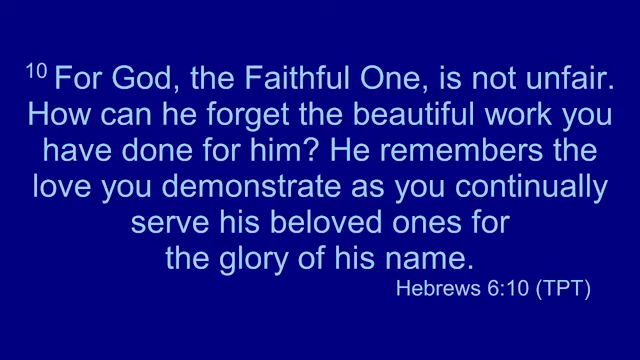 10 For God, the Faithful One, is not unfair.
How can he forget the beautiful work you
have done for him? He remembers the
love you demonstrate as you continually
serve his beloved ones for
the glory of his name.
Hebrews 6:10 (TPT)